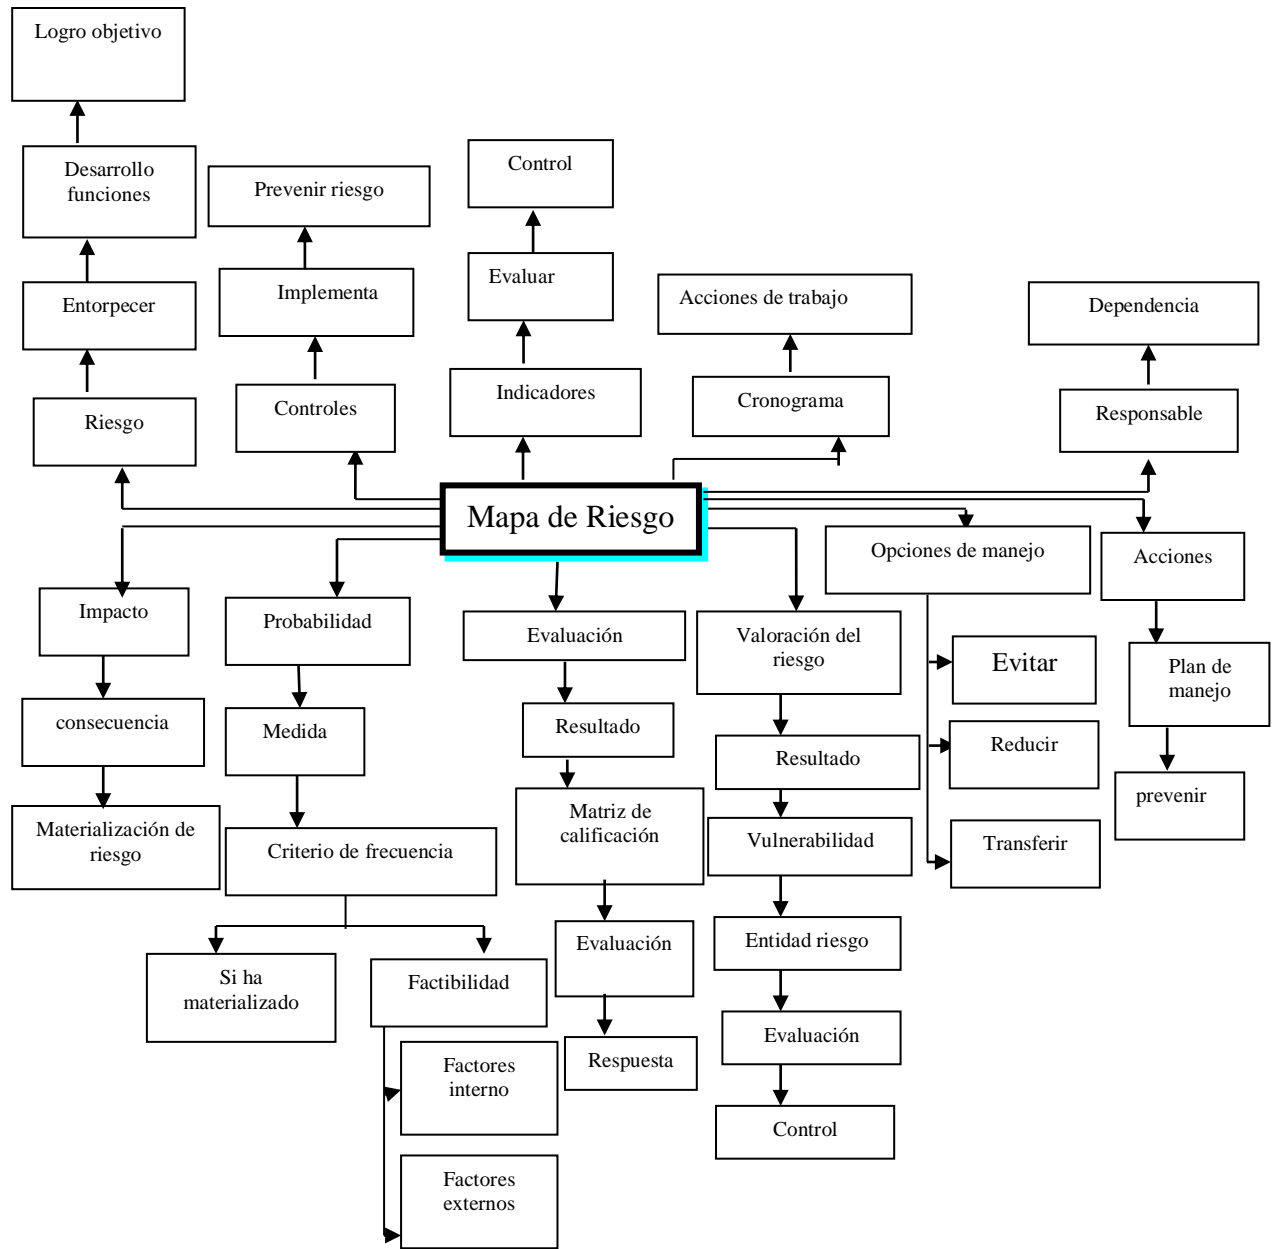 Logro objetivo
Desarrollo
funciones
Entorpecer
Riesgo
Prevenir riesgo
Implementa
Controles
Control
Evaluar
Indicadores
Acciones de trabajo
Cronograma
Dependencia
Responsable
Mapa de Riesgo
Impacto
consecuencia
Materialización de
riesgo
Probabilidad
Medida
Criterio de frecuencia
Si ha
materializado
Factibilidad
Factores
interno
Factores
externos
Evaluación
Resultado
Matriz de
calificación
Evaluación
Respuesta
Valoración del
riesgo
Resultado
Vulnerabilidad
Entidad riesgo
Evaluación
Control
Opciones de manejo
Evitar
Reducir
Transferir
Acciones
Plan de
manejo
prevenir